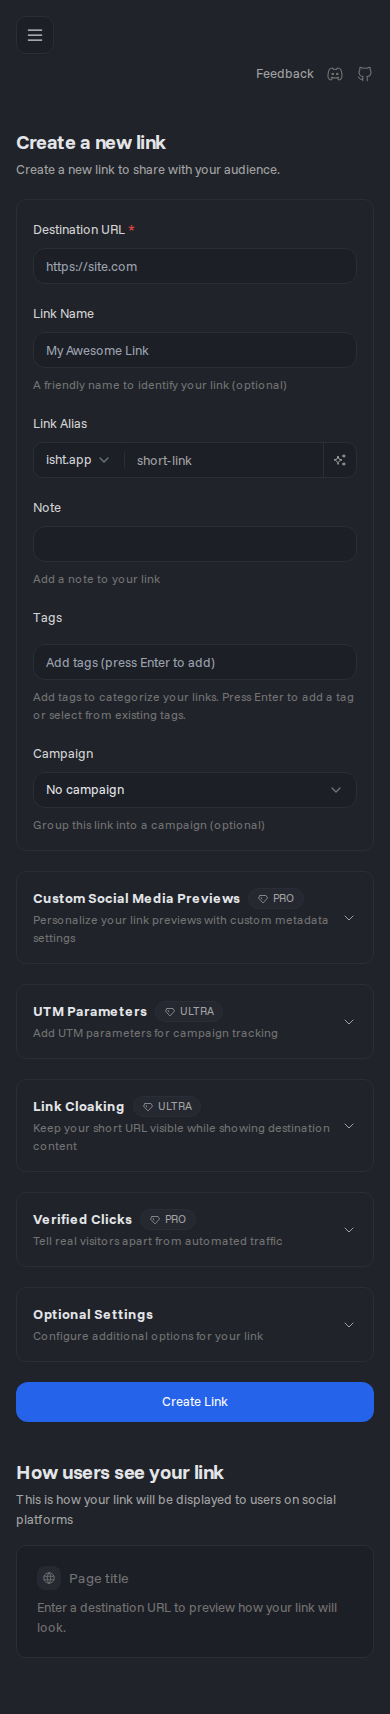 Feedback
Create a new link
Create a new link to share with your audience.
Destination URL *
https://site.com
Link Name
My Awesome Link
A friendly name to identify your link (optional)
Link Alias
isht.app
short-link
Note
Add a note to your link
Tags
Add tags (press Enter to add)
Add tags to categorize your links. Press Enter to add a tag
or select from existing tags.
Campaign
No campaign
Group this link into a campaign (optional)
Custom Social Media Previews PRO
Personalize your link previews with custom metadata
settings
UTM Parameters ULTRA
Add UTM parameters for campaign tracking
Link Cloaking ULTRA
Keep your short URL visible while showing destination
content
Verified Clicks PRO
Tell real visitors apart from automated traffic
Optional Settings
Configure additional options for your link
Create Link
How users see your link
This is how your link will be displayed to users on social
platforms
Page title
Enter a destination URL to preview how your link will
look.